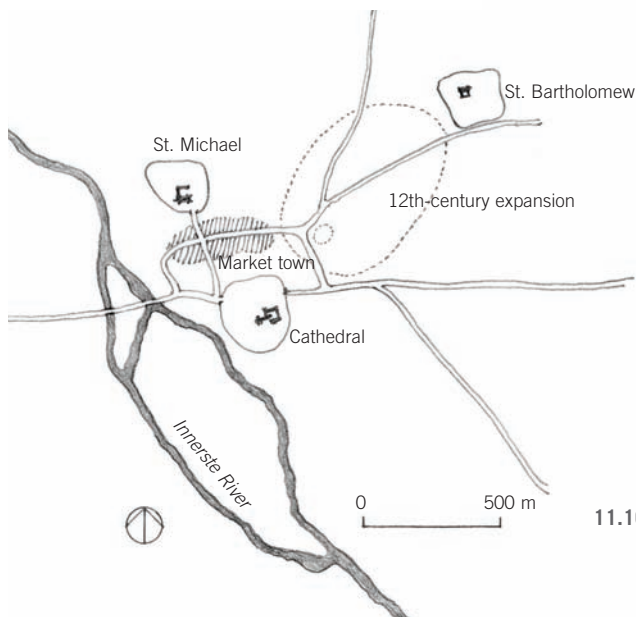 St. Bartholomew
St. Michael
12th-century expansion
Market town
Cathedral
Innerste River
0 500 m